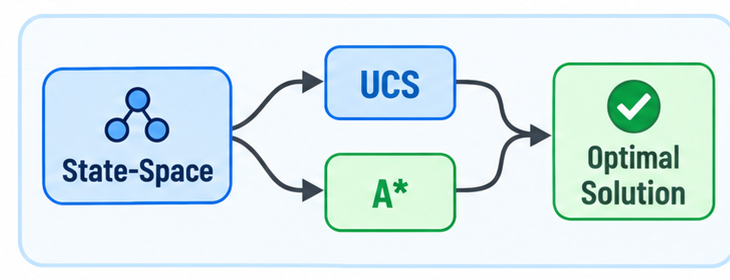 State-Space
UCS
A*
Optimal
Solution